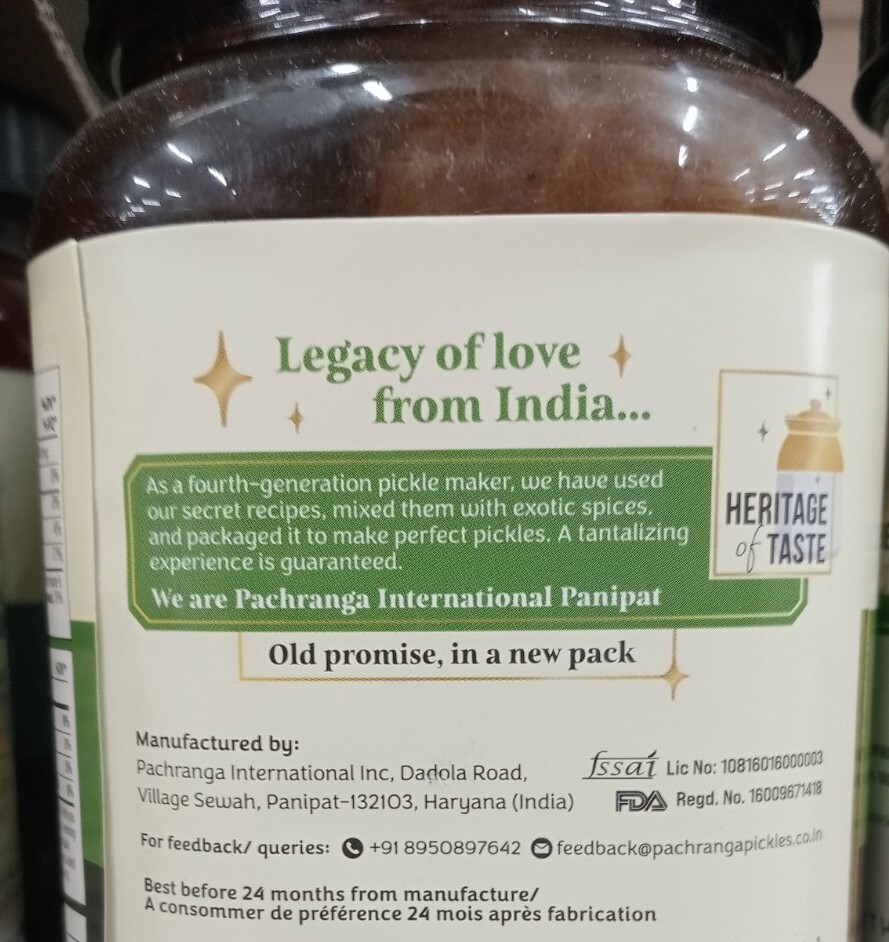 Legacy of love
from India...
As a fourth-generation pickle maker, we have used
our secret recipes, mixed them with exotic spices,
and packaged it to make perfect pickles. A tantalizing
experience is guaranteed.
We are Pachranga International Panipat
HERITAGE
of TASTE
Old promise, in a new pack
Manufactured by:
Pachranga International Inc, Dadola Road,
Village Sewah, Panipat-132103, Haryana (India)
fssai Lic No: 10816016000003
FDA Regd. No. 16009671418
For feedback/ queries: +91 8950897642 feedback@pachrangapickles.co.in
Best before 24 months from manufacture/
A consommer de préférence 24 mois après fabrication